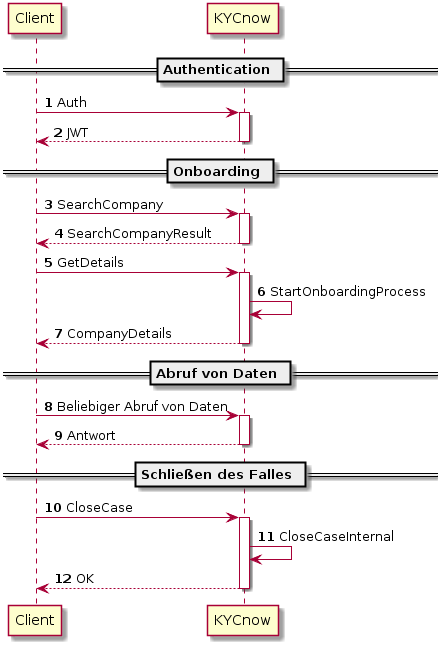 Client KYCnow
Authentication
1 Auth
2 JWT
Onboarding
3 SearchCompany
4 SearchCompanyResult
5 GetDetails
6 StartOnboardingProcess
7 CompanyDetails
Abruf von Daten
8 Beliebiger Abruf von Daten
9 Antwort
Schließen des Falles
10 CloseCase
11 CloseCaseInternal
12 OK
Client KYCnow